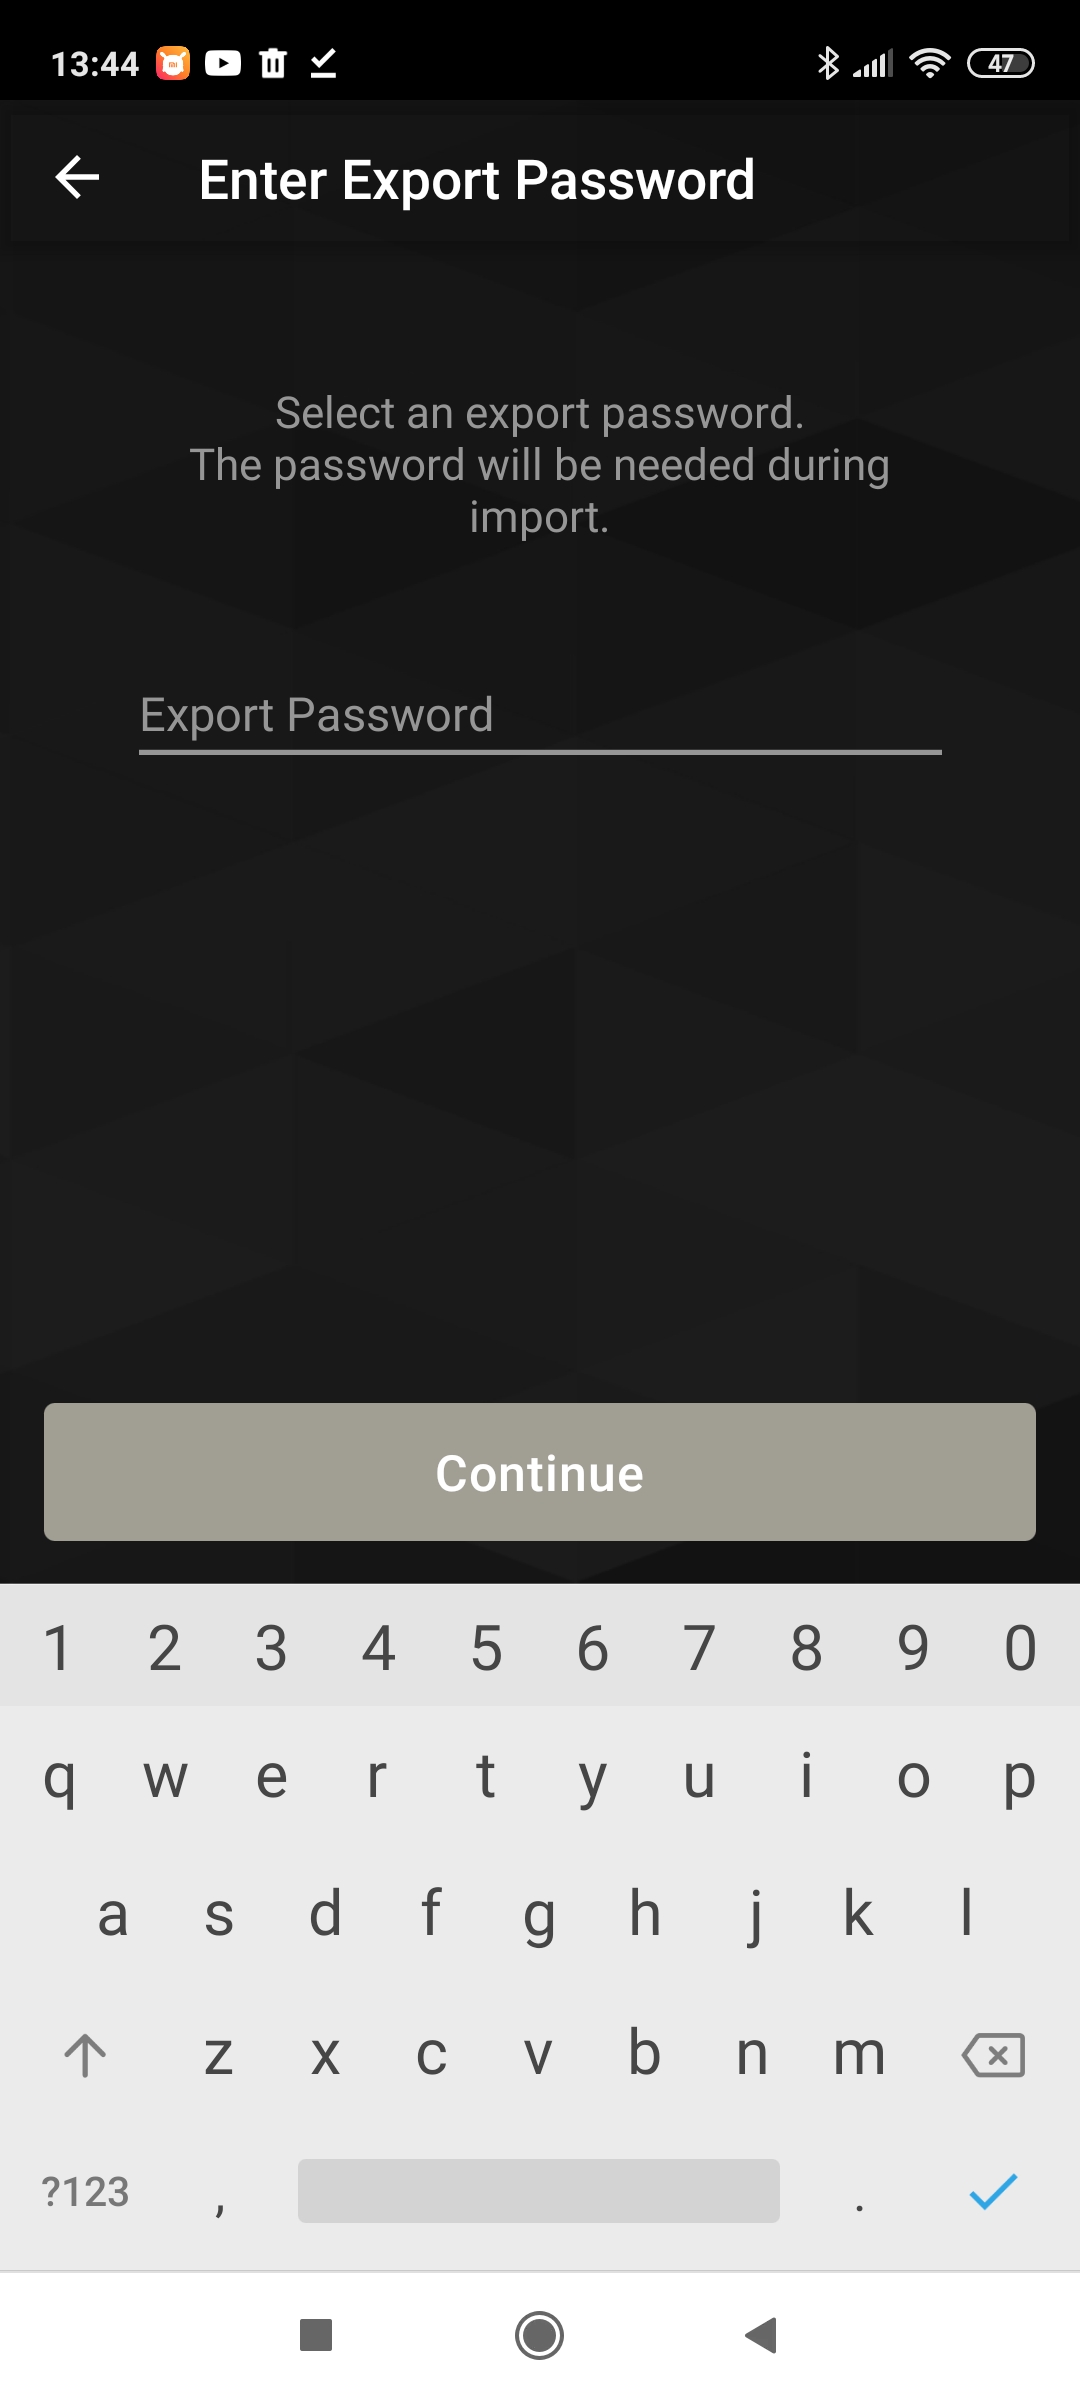 13:44
47
Enter Export Password
Select an export password.
The password will be needed during
import.
Export Password
Continue
1 2 3 4 5 6 7 8 9 0
q w e r t y u i o p
a s d f g h j k l
z x c v b n m
?123 , .